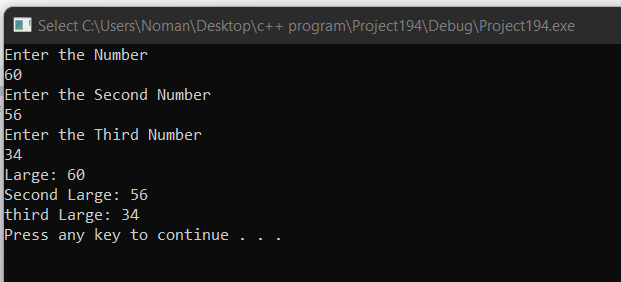 Select C:\Users\Noman\Desktop\c++ program\Project194\Debug\Project194.exe
Enter the Number
60
Enter the Second Number
56
Enter the Third Number
34
Large: 60
Second Large: 56
third Large: 34
Press any key to continue . . .